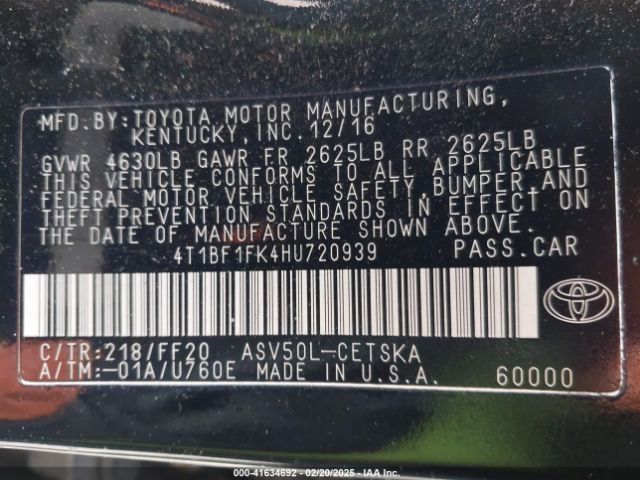 MFD.BY:TOYOTA MOTOR MANUFACTURING,
KENTUCKY,INC.12/16
GVWR 4630LB GAWR FR 2625LB RR 2625LB
THIS VEHICLE CONFORMS TO ALL APPLICABLE
FEDERAL MOTOR VEHICLE SAFETY,BUMPER,AND
THEFT PREVENTION STANDARDS IN EFFECT ON
THE DATE OF MANUFACTURE SHOWN ABOVE.
4T1BF1FK4HU720939 PASS.CAR
C/TR:218/FF20 ASV50L-CETSKA
A/TM:-01A/U760E MADE IN U.S.A. 60000
000-41634692 - 02/20/2025 - IAA Inc.